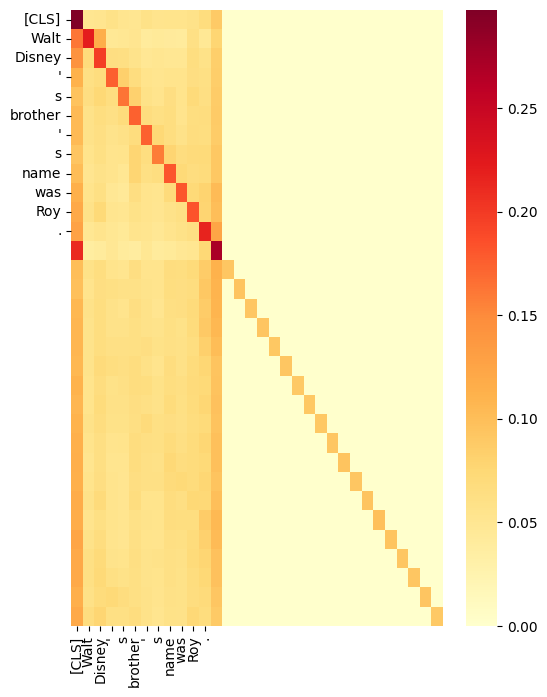 [CLS]
Walt
Disney
'
s
brother
'
s
name
was
Roy
.
0.25
0.20
0.15
0.10
0.05
0.00
[CLS]
Walt
Disney
'
s
brother
'
s
name
was
Roy
.